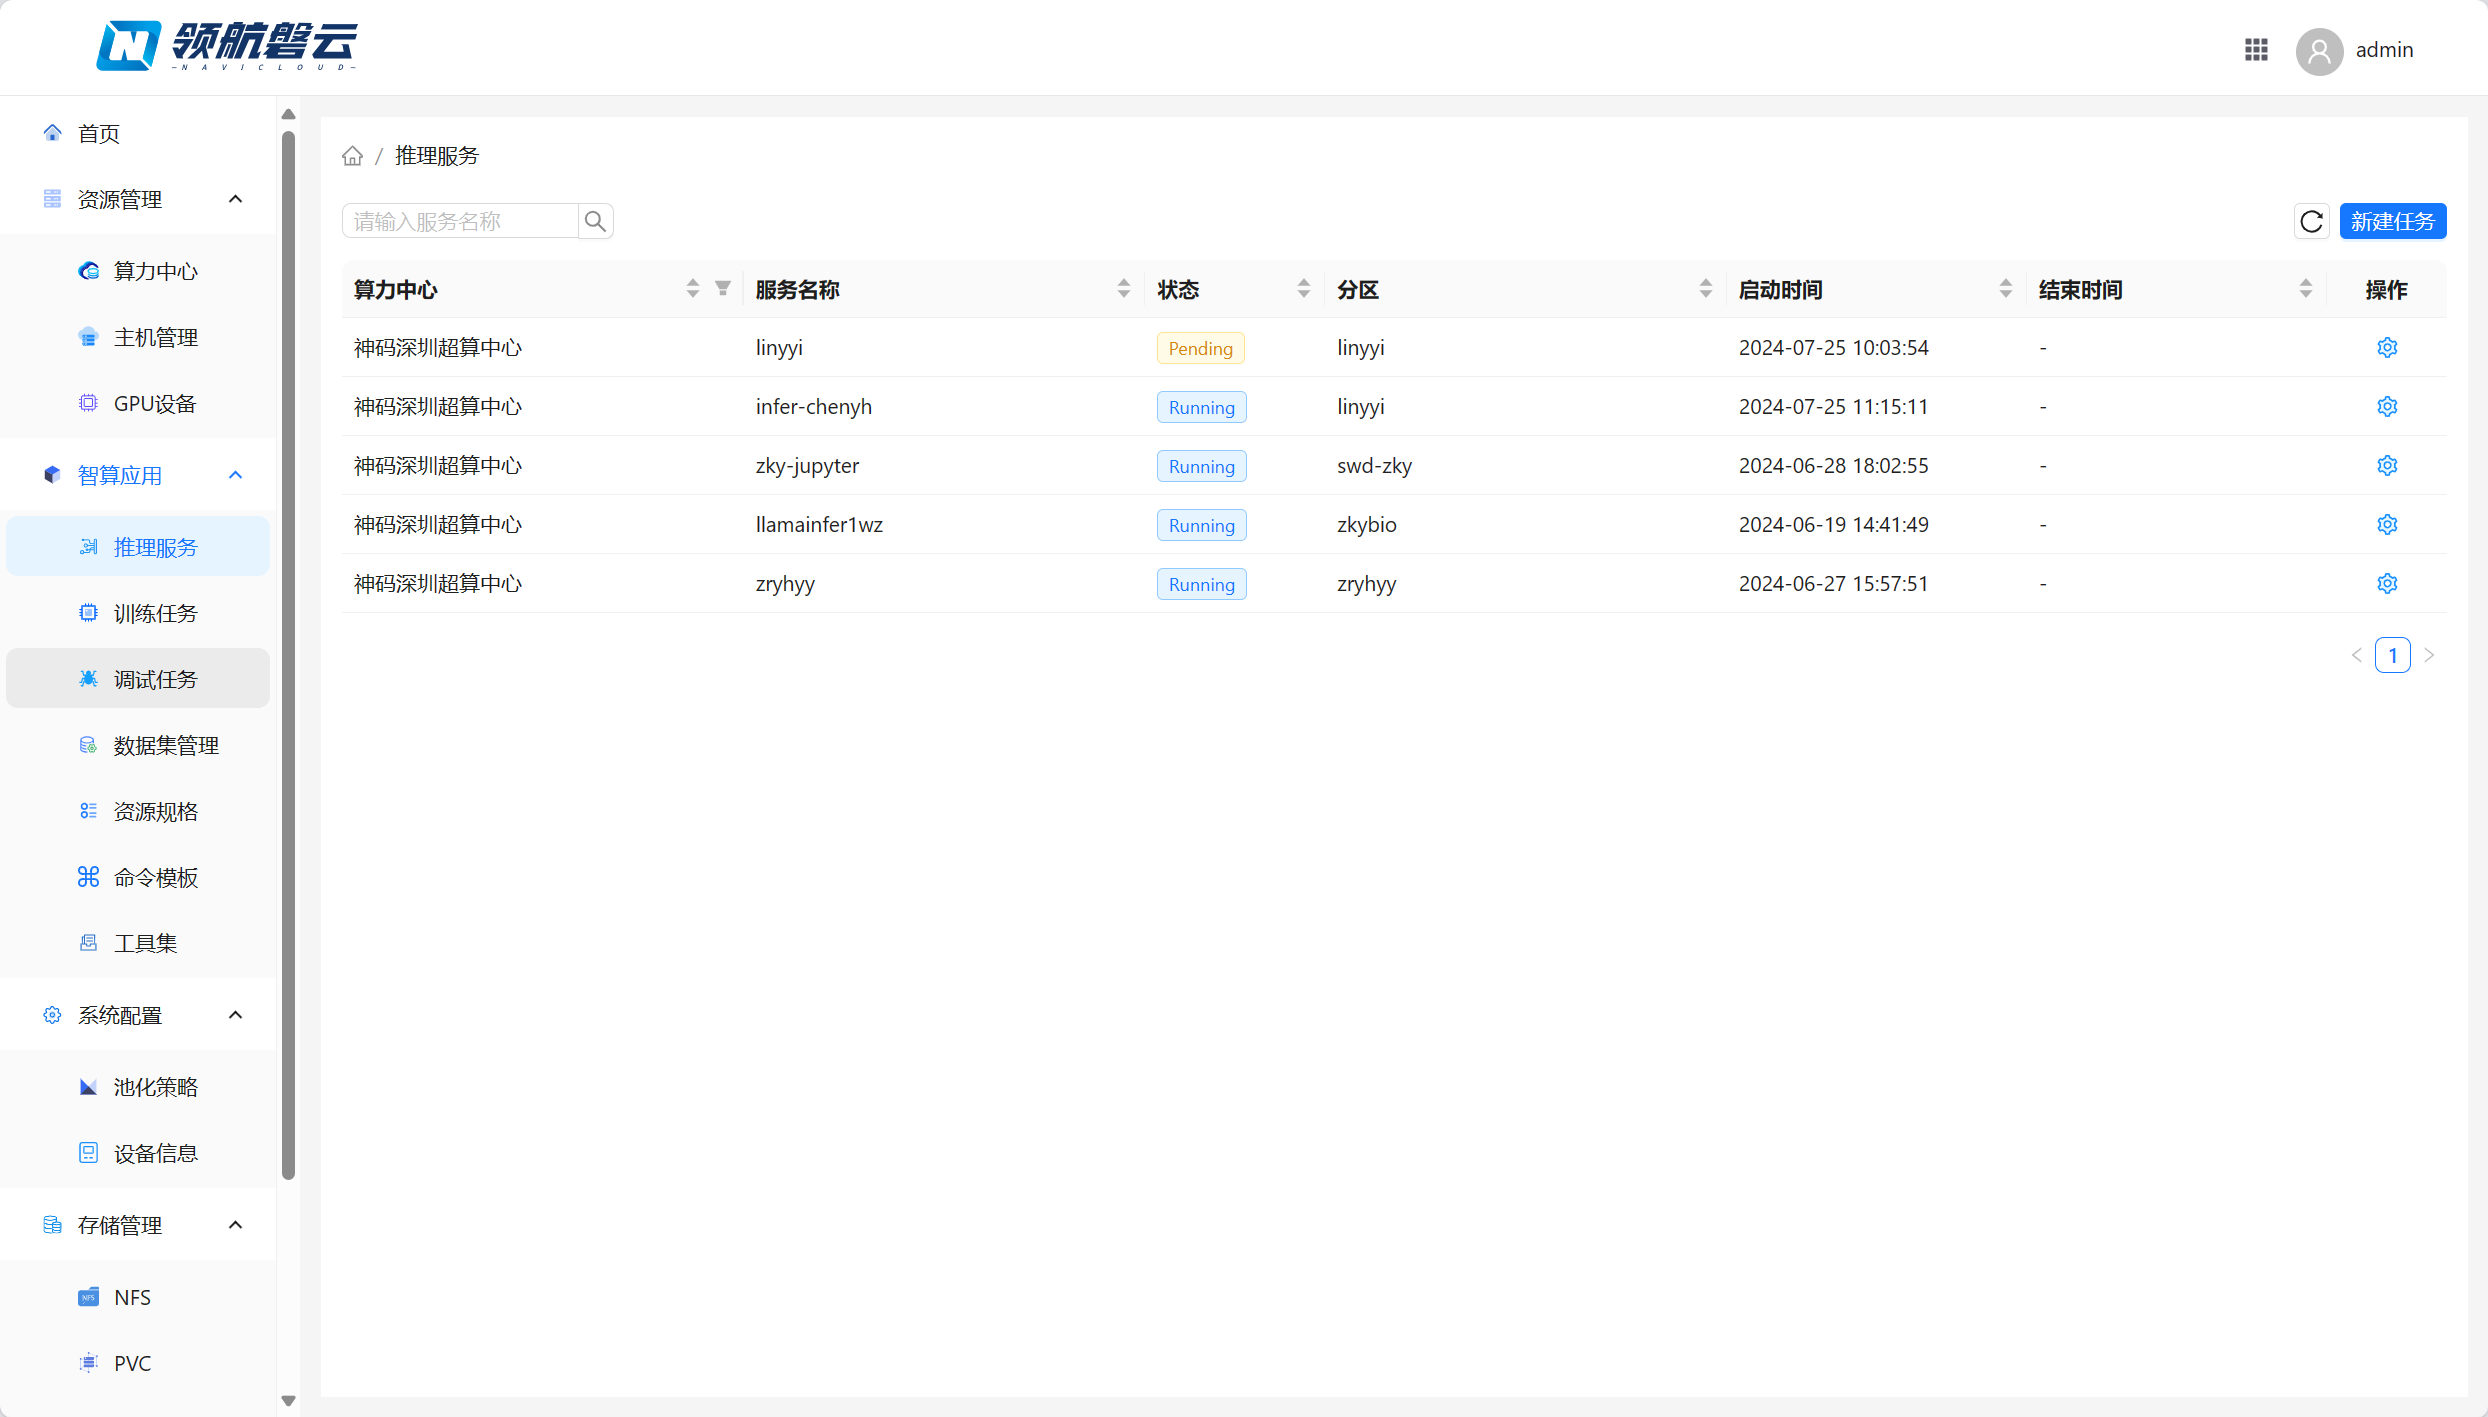 领航磐云
-NAVICLOUD-
admin
首页
资源管理
算力中心
主机管理
GPU设备
智算应用
推理服务
训练任务
调试任务
数据集管理
资源规格
命令模板
工具集
系统配置
池化策略
设备信息
存储管理
NFS
NFS
PVC
/ 推理服务
请输入服务名称
新建任务
算力中心 服务名称 状态 分区 启动时间 结束时间 操作
神码深圳超算中心 linyyi Pending linyyi 2024-07-25 10:03:54 -
神码深圳超算中心 infer-chenyh Running linyyi 2024-07-25 11:15:11 -
神码深圳超算中心 zky-jupyter Running swd-zky 2024-06-28 18:02:55 -
神码深圳超算中心 llamainfer1wz Running zkybio 2024-06-19 14:41:49 -
神码深圳超算中心 zryhyy Running zryhyy 2024-06-27 15:57:51 -
< 1 >